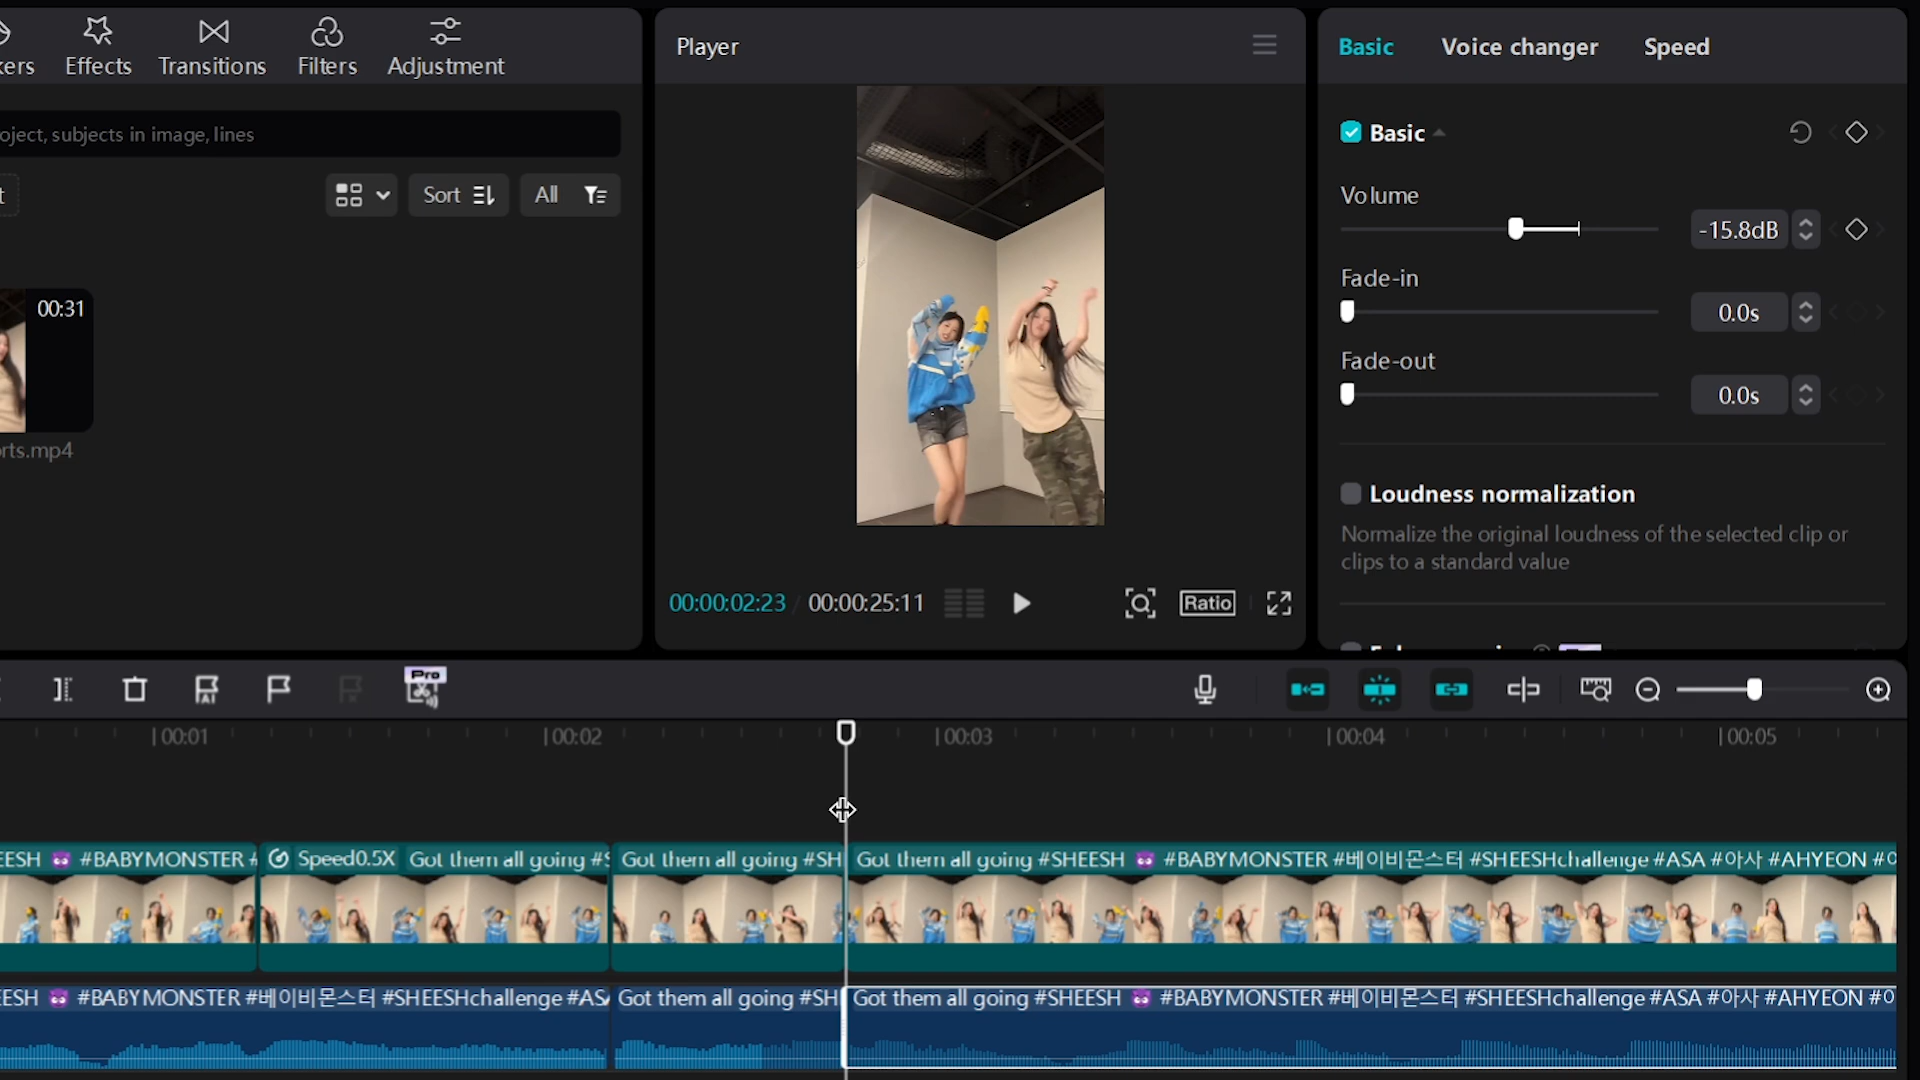 Effects
Transitions
Filters
Adjustment
Player
Basic
Voice changer
Speed
subjects in image, lines
Sort
All
00:31
rts.mp4
00:00:02:23 / 00:00:25:11
Ratio
Basic
Volume
-15.8dB
Fade-in
0.0s
Fade-out
0.0s
Loudness normalization
Normalize the original loudness of the selected clip or
clips to a standard value
AI
Pro
00:01
00:02
00:03
00:04
00:05
EESH 👿 #BABYMONSTER #
Speed0.5X Got them all going #S
Got them all going #SH
Got them all going #SHEESH 👿 #BABYMONSTER #베이비몬스터 #SHEESHchallenge #ASA #아사 #AHYEON #
EESH 👿 #BABYMONSTER #베이비몬스터 #SHEESHchallenge #ASA
Got them all going #SH
Got them all going #SHEESH 👿 #BABYMONSTER #베이비몬스터 #SHEESHchallenge #ASA #아사 #AHYEON #